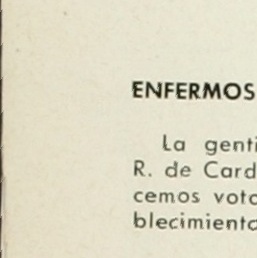 ENFERMOS
La genti
R. de Card
cemos voto
blecimiento